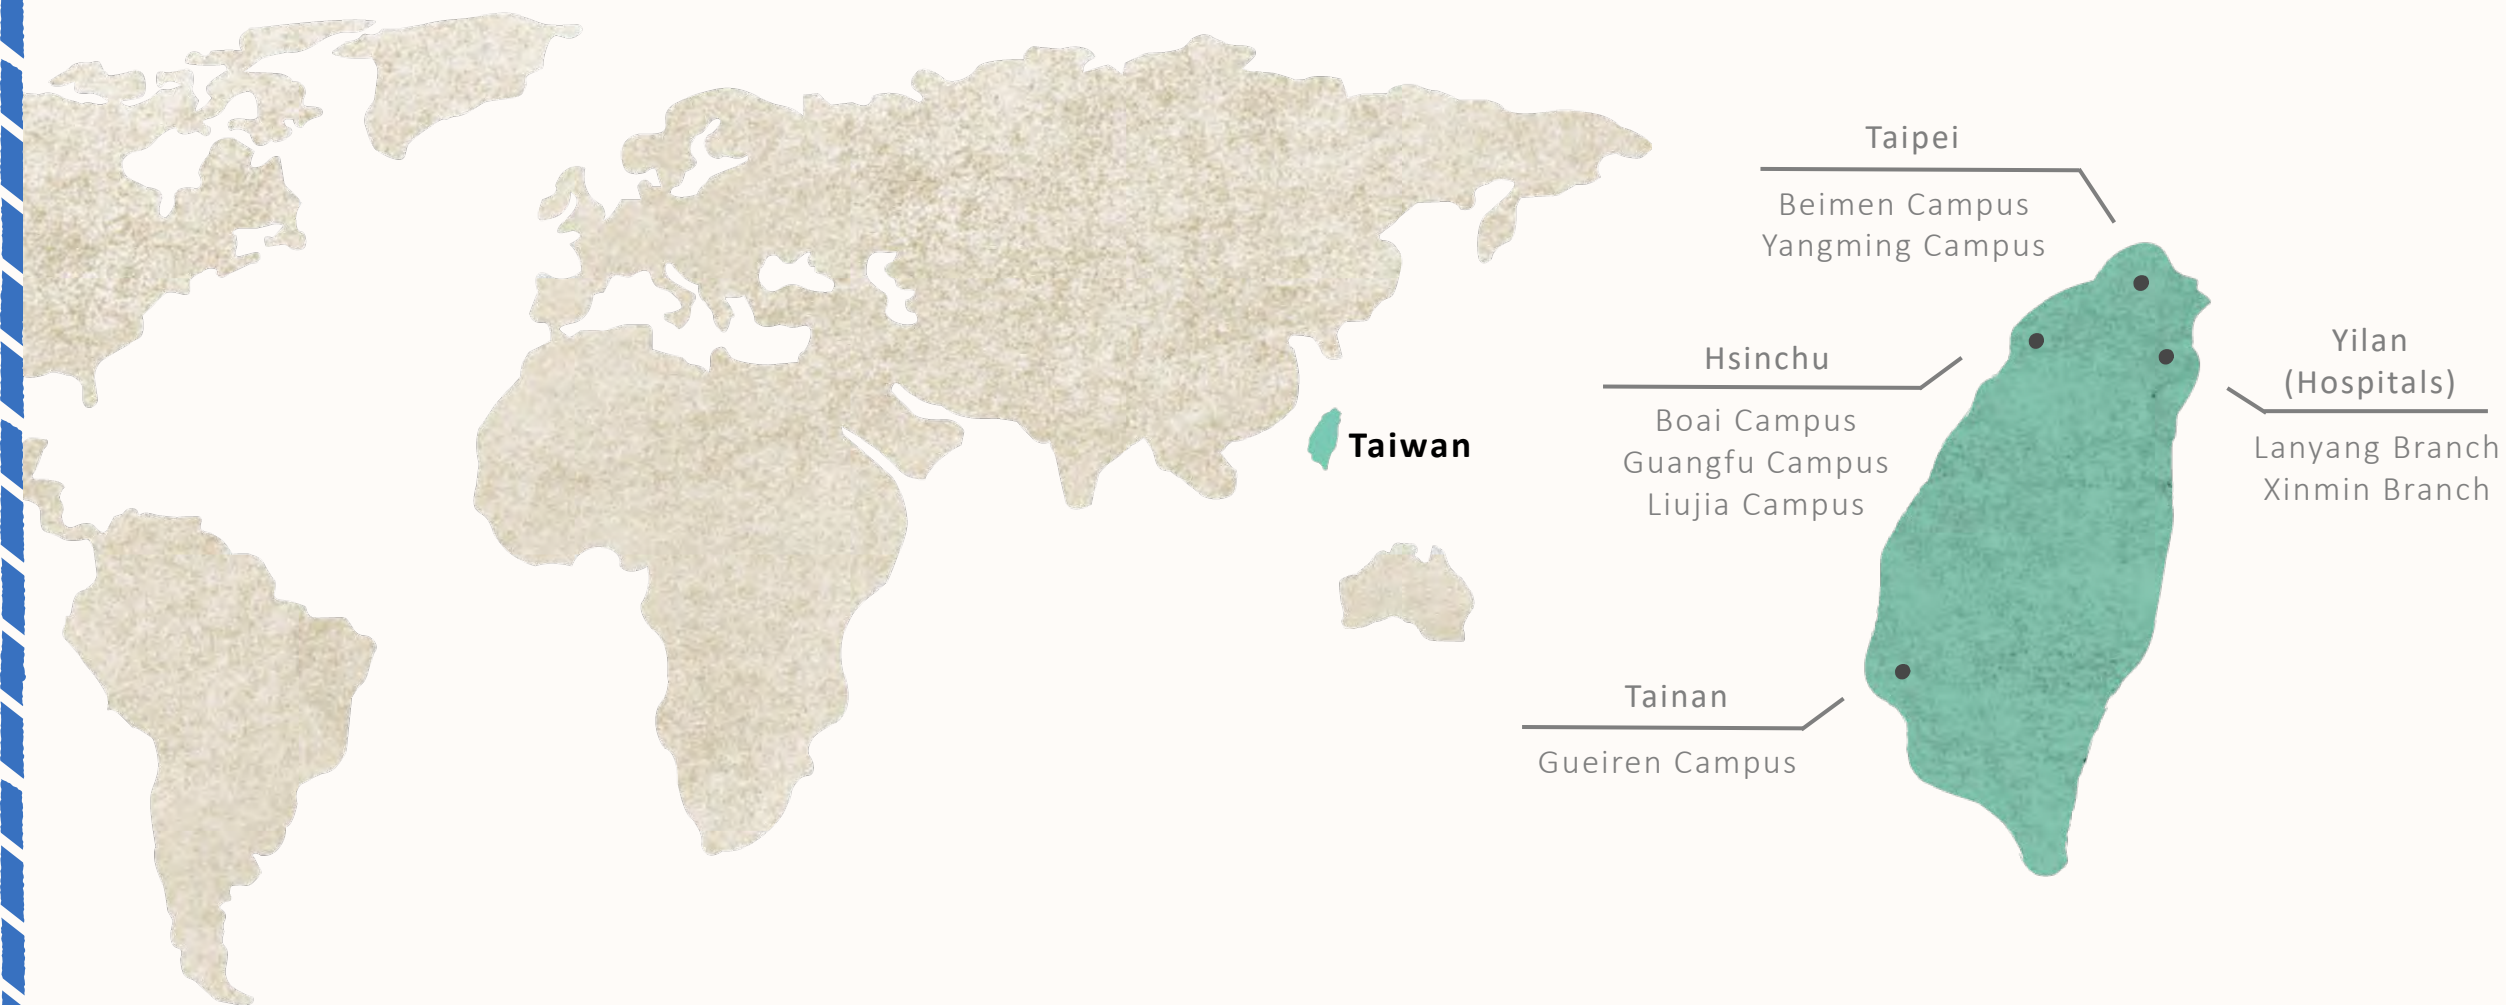 Taiwan
Taipei
Beimen Campus
Yangming Campus
Hsinchu
Boai Campus
Guangfu Campus
Liujia Campus
Yilan
(Hospitals)
Lanyang Branch
Xinmin Branch
Tainan
Gueiren Campus